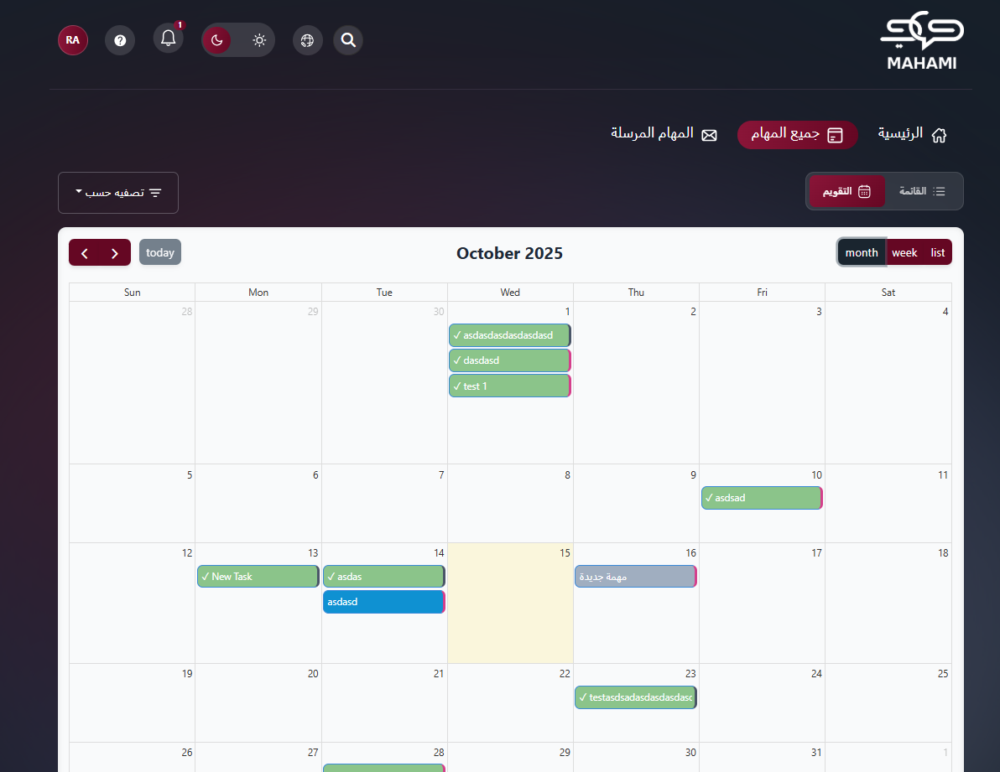 RA
1
مهامي
MAHAMI
الرئيسية
جميع المهام
المهام المرسلة
القائمة
التقويم
تصفيه حسب
today
October 2025
month week list
Sun Mon Tue Wed Thu Fri Sat
28 29 30 1 2 3 4
✓ asdasdasdasdasdasd
✓ dasdasd
✓ test 1
5 6 7 8 9 10 11
✓ asdsad
12 13 14 15 16 17 18
✓ New Task
✓ asdas
asdasd
مهمة جديدة
19 20 21 22 23 24 25
✓ testasdsadasdasdasdasd
26 27 28 29 30 31 1